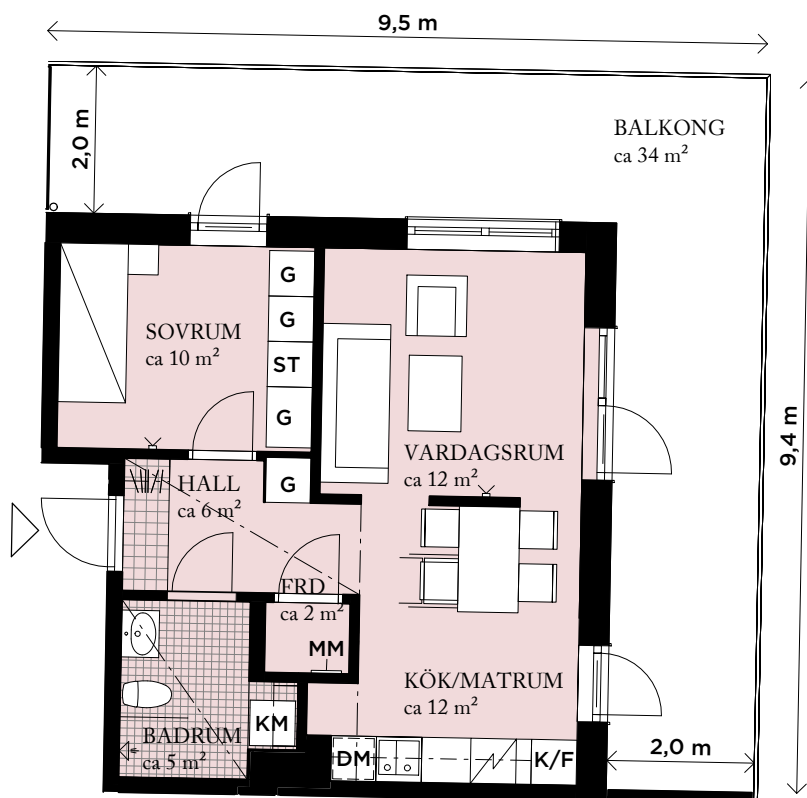 9,5 m
2,0 m
BALKONG
ca 34 m²
G
SOVRUM
ca 10 m²
G
ST
G
9,4 m
VARDAGSRUM
ca 12 m²
HALL
ca 6 m²
G
FRD
ca 2 m²
MM
KÖK/MATRUM
ca 12 m²
KM
BADRUM
ca 5 m²
DM
K/F
2,0 m